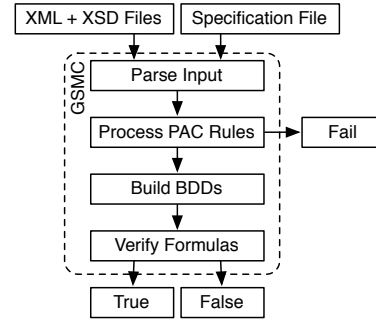 XML + XSD Files
Specification File
GSMC
Parse Input
Process PAC Rules
Fail
Build BDDs
Verify Formulas
True
False